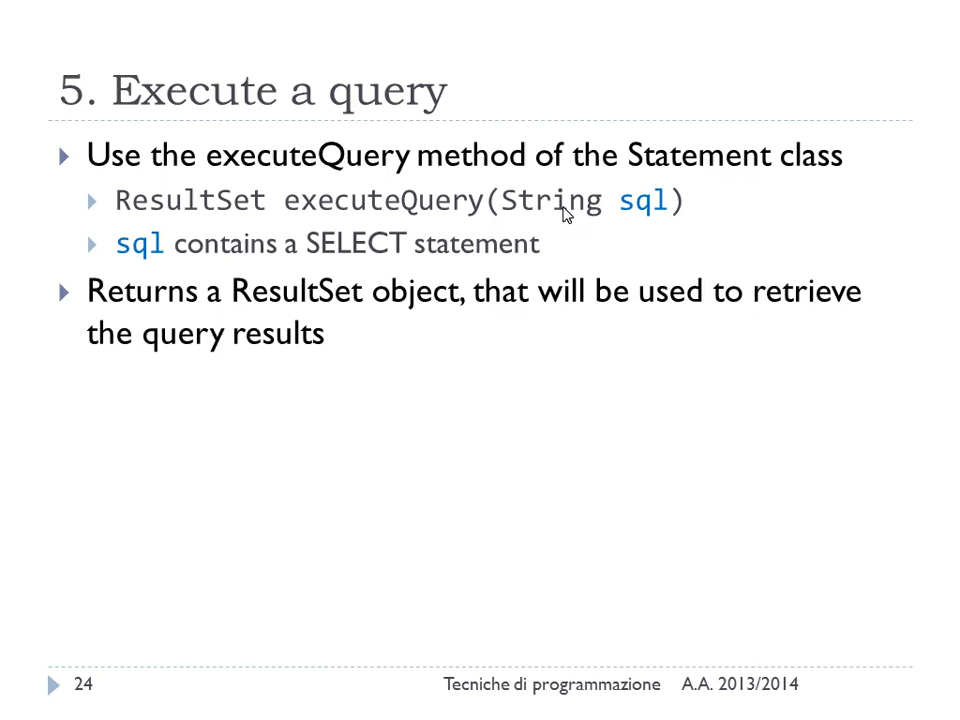 5. Execute a query
Use the executeQuery method of the Statement class
ResultSet executeQuery(String sql)
sql contains a SELECT statement
Returns a ResultSet object, that will be used to retrieve
the query results
24 Tecniche di programmazione A.A. 2013/2014